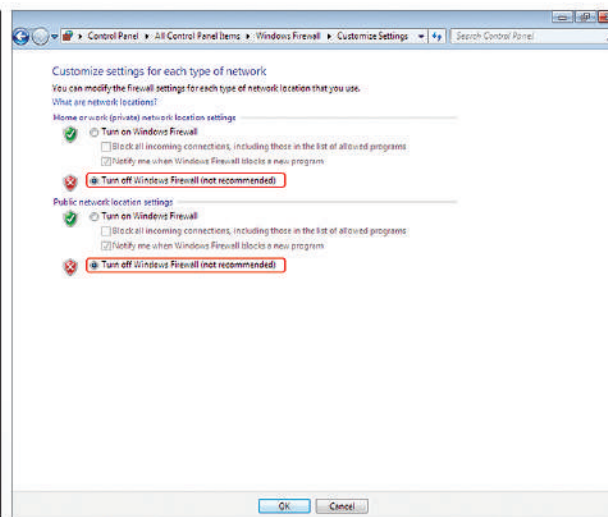 Control Panel ▸ All Control Panel Items ▸ Windows Firewall ▸ Customize Settings
Search Control Panel
Customize settings for each type of network
You can modify the firewall settings for each type of network location that you use.
What are network locations?
Home or work (private) network location settings
Turn on Windows Firewall
Block all incoming connections, including those in the list of allowed programs
Notify me when Windows Firewall blocks a new program
Turn off Windows Firewall (not recommended)
Public network location settings
Turn on Windows Firewall
Block all incoming connections, including those in the list of allowed programs
Notify me when Windows Firewall blocks a new program
Turn off Windows Firewall (not recommended)
OK
Cancel